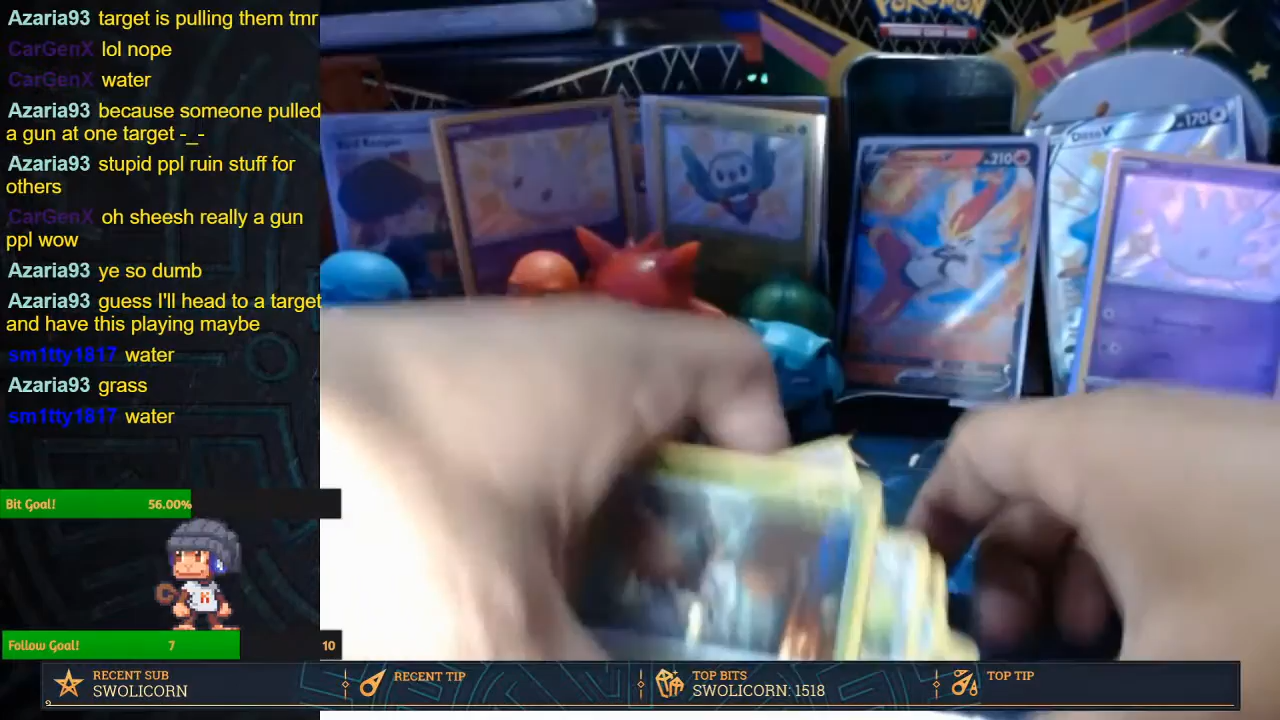 Azaria93 target is pulling them tmr
CarGenX lol nope
CarGenX water
Azaria93 because someone pulled
a gun at one target -_-
Azaria93 stupid ppl ruin stuff for
others
CarGenX oh sheesh really a gun
ppl wow
Azaria93 ye so dumb
Azaria93 guess I'll head to a target
and have this playing maybe
sm1tty1817 water
Azaria93 grass
sm1tty1817 water
Bit Goal! 56.00%
Follow Goal! 7 10
POKÉMON
Ditto V 170
210
RECENT SUB
SWOLICORN
RECENT TIP
TOP BITS
SWOLICORN: 1518
TOP TIP